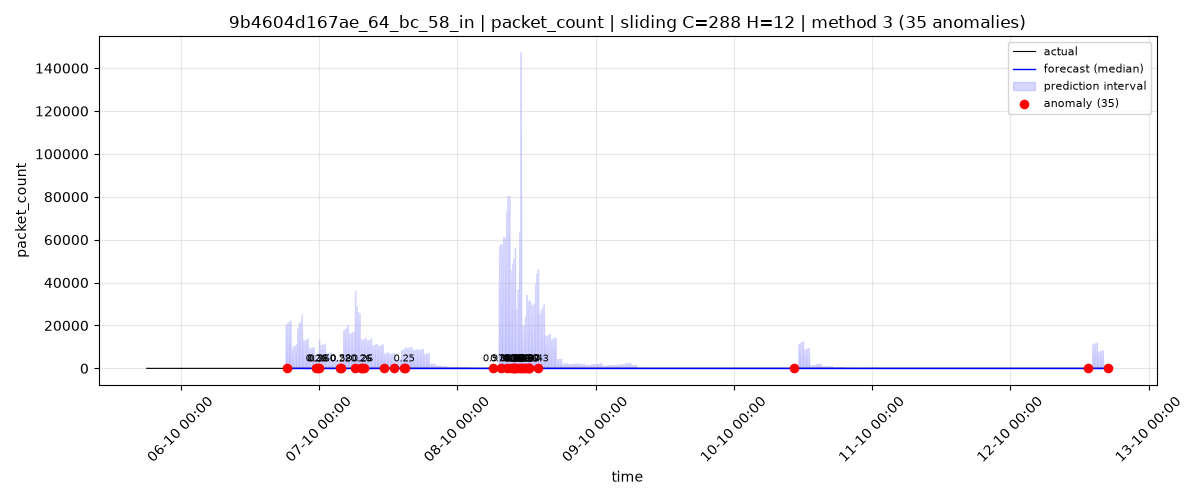 9b4604d167ae_64_bc_58_in | packet_count | sliding C=288 H=12 | method 3 (35 anomalies)
actual
forecast (median)
prediction interval
anomaly (35)
packet_count
140000
120000
100000
80000
60000
40000
20000
0
0.25
06-10 00:00
07-10 00:00
08-10 00:00
09-10 00:00
10-10 00:00
11-10 00:00
12-10 00:00
13-10 00:00
time